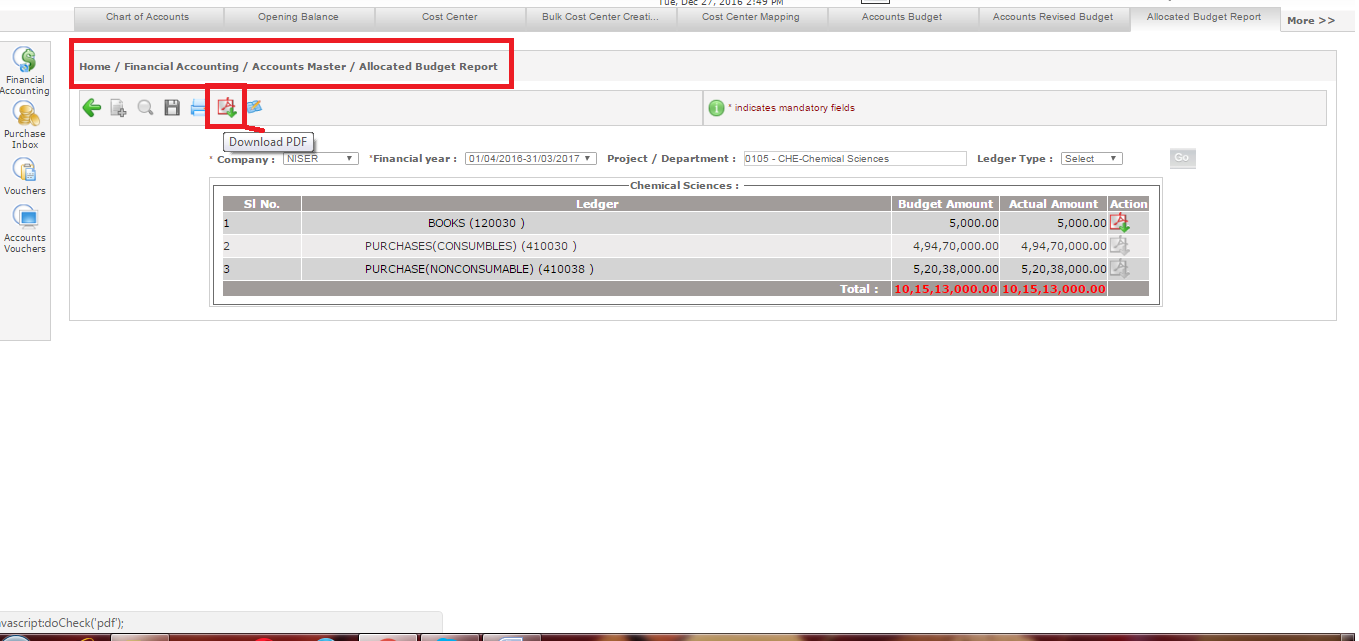 Tue, Dec 27, 2016 2:49 PM
Chart of Accounts Opening Balance Cost Center Bulk Cost Center Creati... Cost Center Mapping Accounts Budget Accounts Revised Budget Allocated Budget Report More >>
Financial
Accounting
Purchase
Inbox
Vouchers
Accounts
Vouchers
Home / Financial Accounting / Accounts Master / Allocated Budget Report
* indicates mandatory fields
Download PDF
* Company : NISER *Financial year : 01/04/2016-31/03/2017 Project / Department : 0105 - CHE-Chemical Sciences Ledger Type : Select Go
Chemical Sciences :
Sl No. Ledger Budget Amount Actual Amount Action
1 BOOKS (120030 ) 5,000.00 5,000.00
2 PURCHASES(CONSUMBLES) (410030 ) 4,94,70,000.00 4,94,70,000.00
3 PURCHASE(NONCONSUMABLE) (410038 ) 5,20,38,000.00 5,20,38,000.00
Total : 10,15,13,000.00 10,15,13,000.00
avascript:doCheck('pdf');